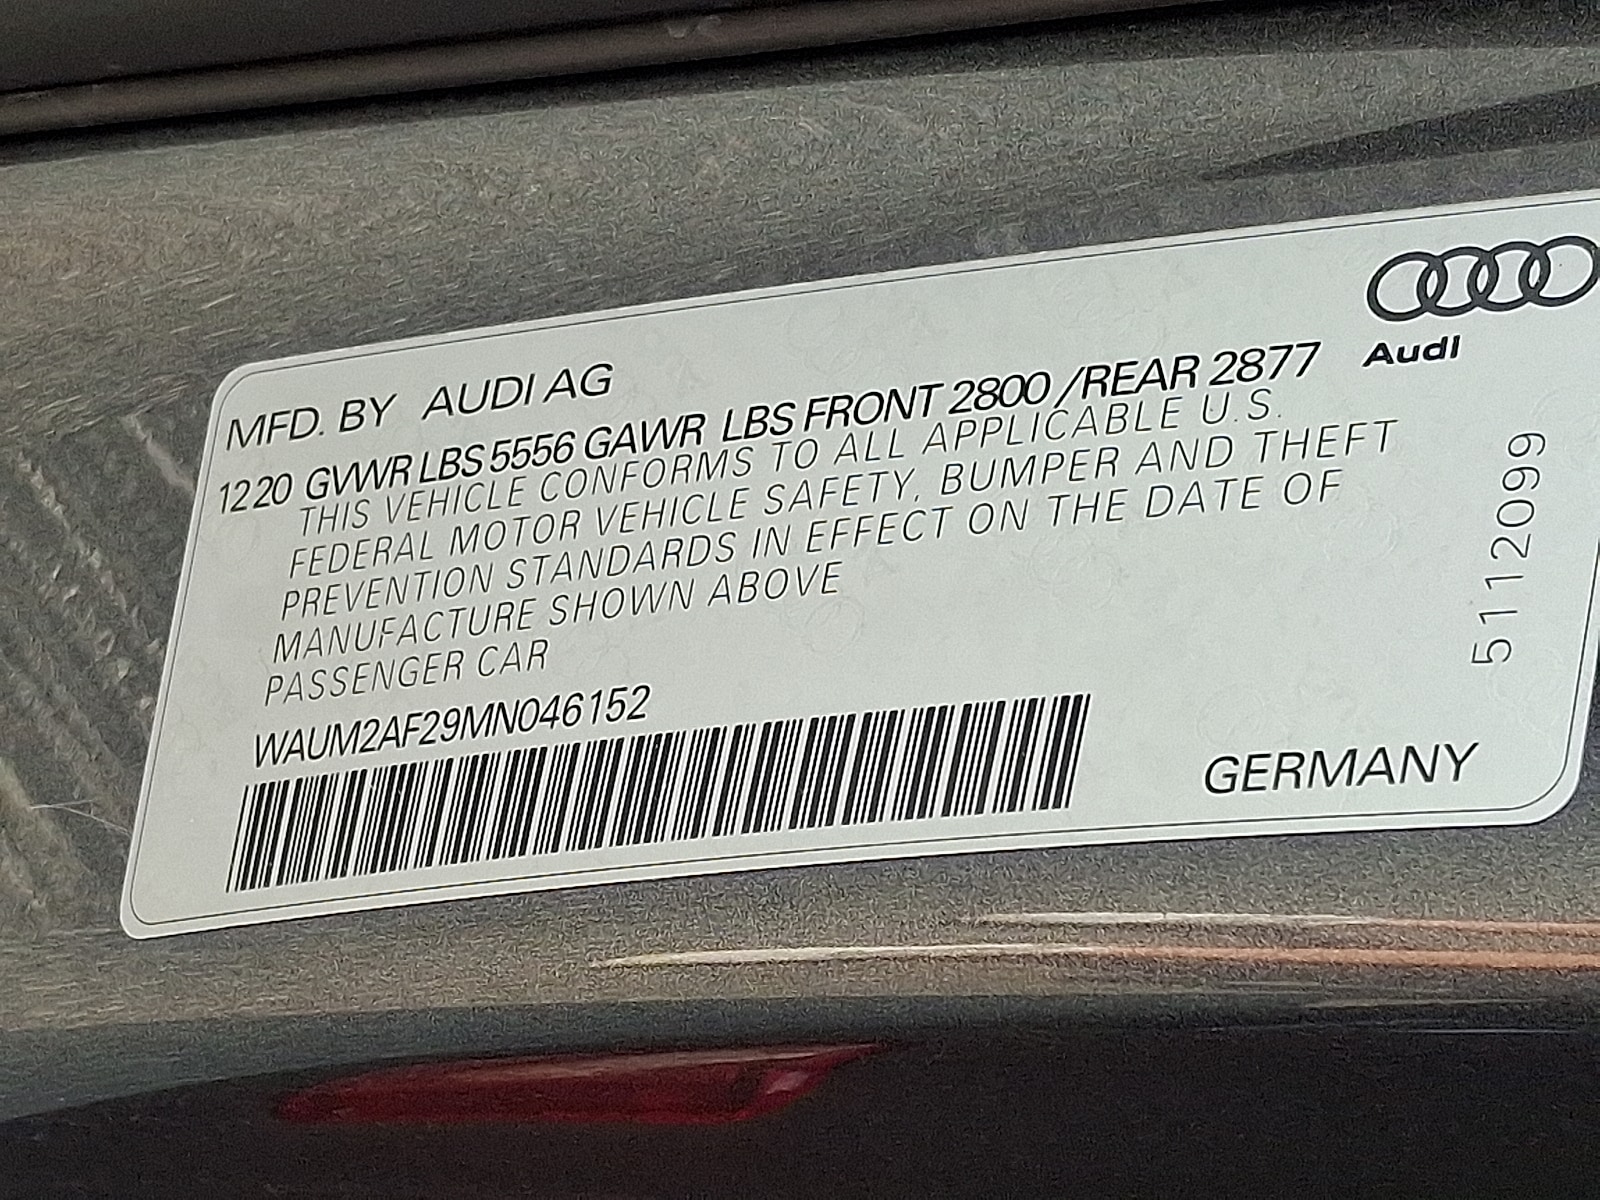 Audi
MFD. BY AUDI AG
1220 GVWR LBS 5556 GAWR LBS FRONT 2800 /REAR 2877
THIS VEHICLE CONFORMS TO ALL APPLICABLE U.S.
FEDERAL MOTOR VEHICLE SAFETY, BUMPER AND THEFT
PREVENTION STANDARDS IN EFFECT ON THE DATE OF
MANUFACTURE SHOWN ABOVE
PASSENGER CAR
WAUM2AF29MN046152
GERMANY
5112099